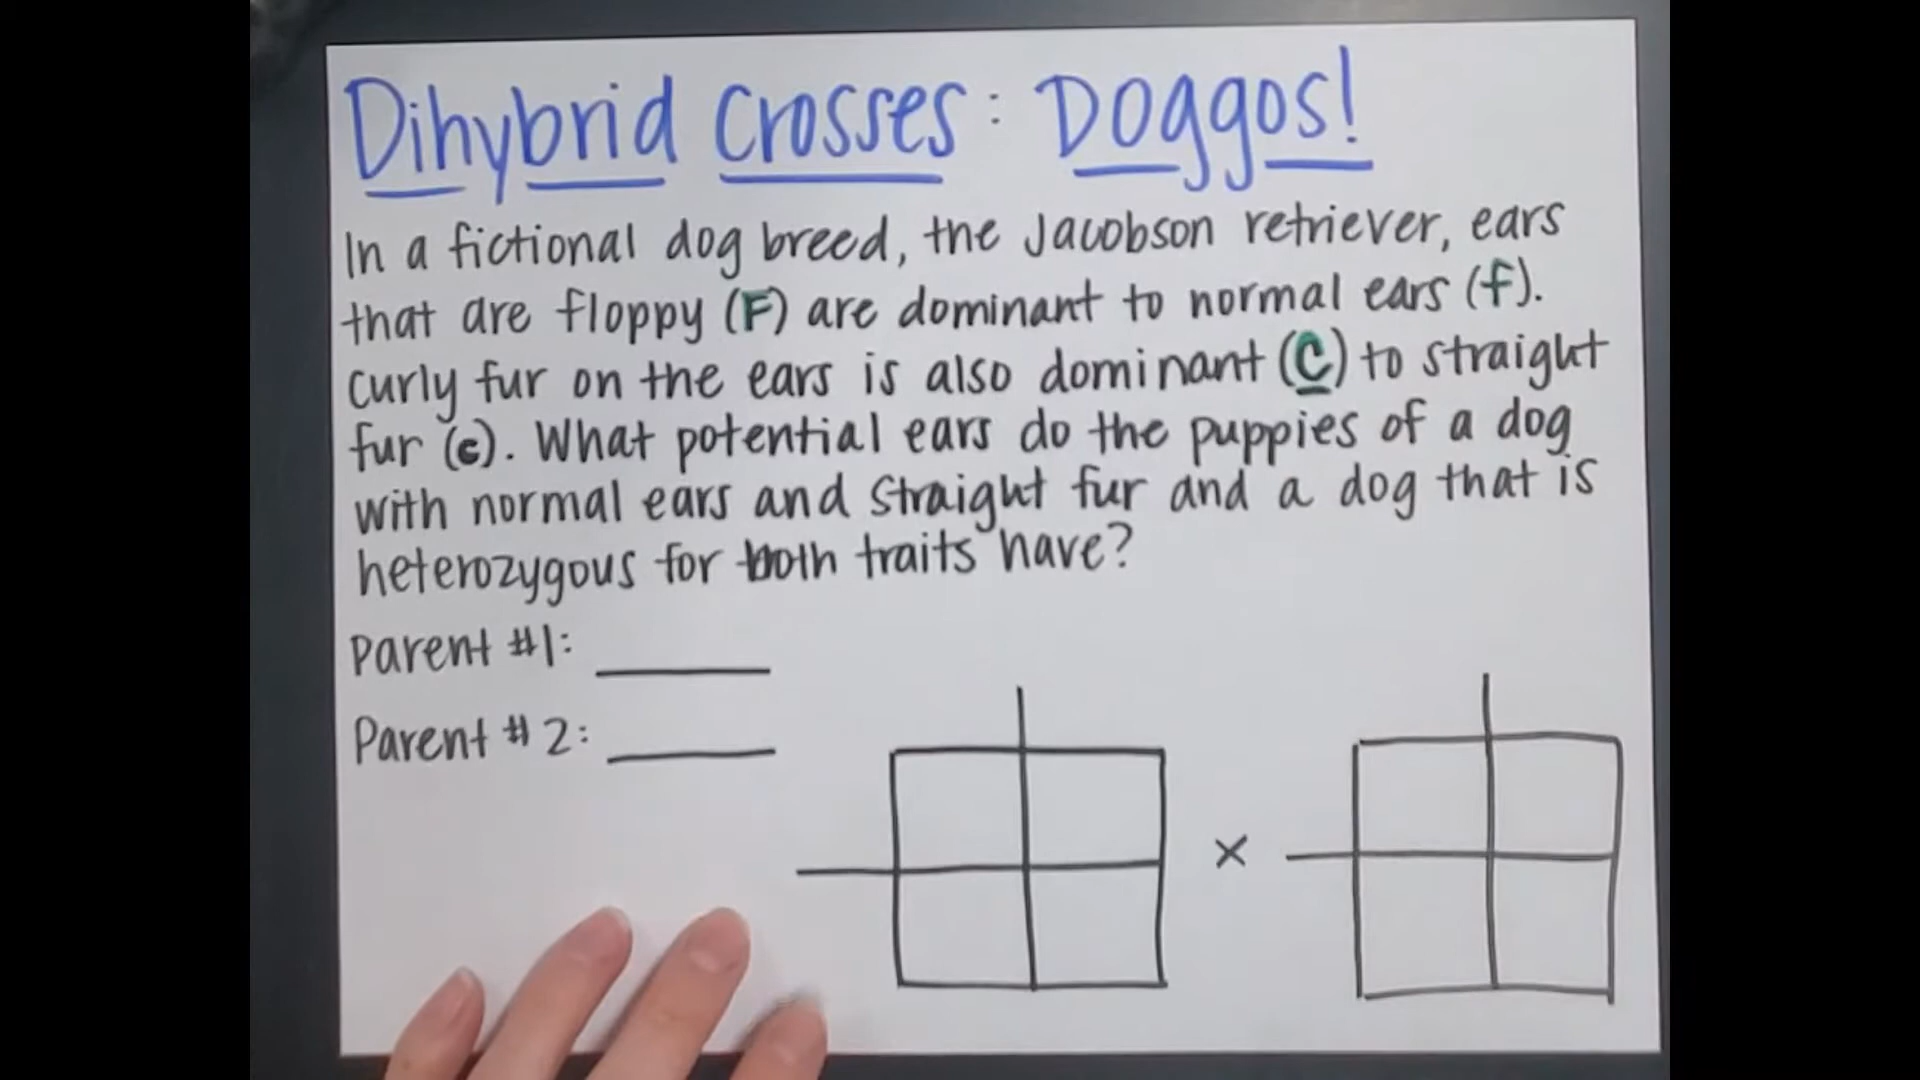 Dihybrid Crosses: Doggos!
In a fictional dog breed, the Jacobson retriever, ears
that are floppy (F) are dominant to normal ears (f).
Curly fur on the ears is also dominant (C) to straight
fur (c). What potential ears do the puppies of a dog
with normal ears and straight fur and a dog that is
heterozygous for both traits have?
Parent #1: ______
Parent #2: ______
×